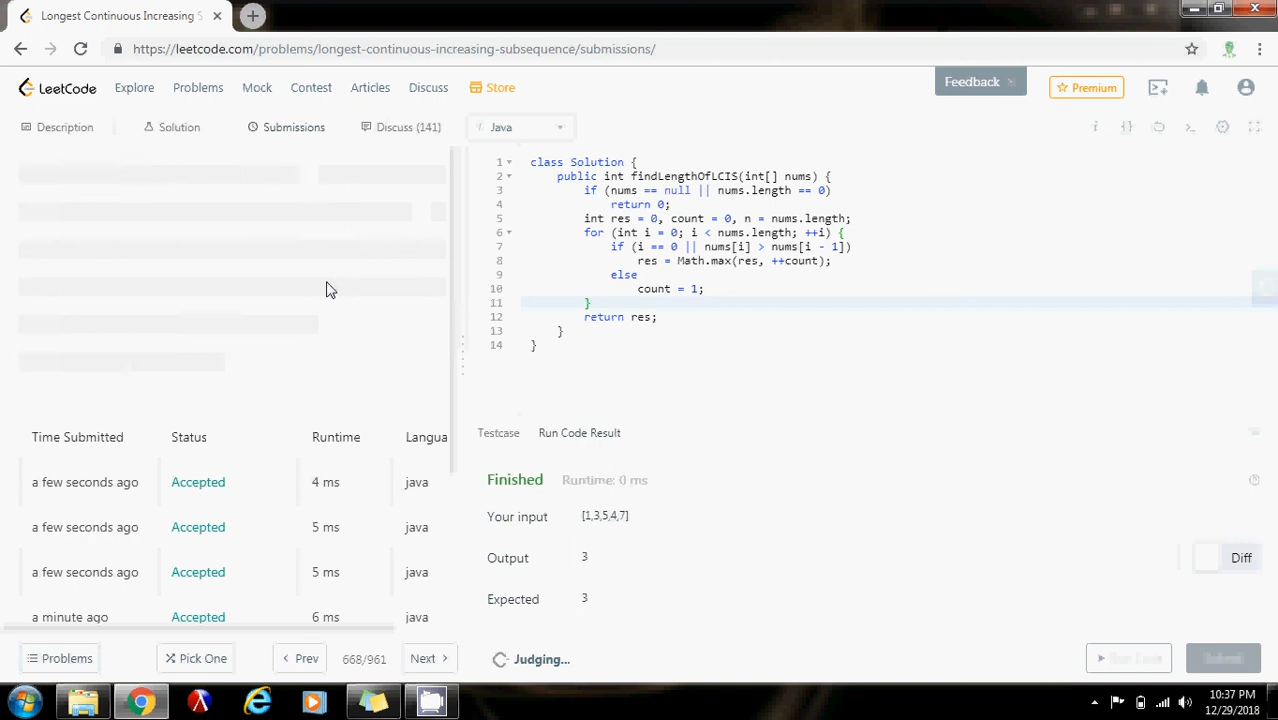 Longest Continuous Increasing S
https://leetcode.com/problems/longest-continuous-increasing-subsequence/submissions/
LeetCode Explore Problems Mock Contest Articles Discuss Store Feedback Premium
Description Solution Submissions Discuss (141) Java
1 class Solution {
2 public int findLengthOfLCIS(int[] nums) {
3 if (nums == null || nums.length == 0)
4 return 0;
5 int res = 0, count = 0, n = nums.length;
6 for (int i = 0; i < nums.length; ++i) {
7 if (i == 0 || nums[i] > nums[i - 1])
8 res = Math.max(res, ++count);
9 else
10 count = 1;
11 }
12 return res;
13 }
14 }
Time Submitted Status Runtime Langua
a few seconds ago Accepted 4 ms java
a few seconds ago Accepted 5 ms java
a few seconds ago Accepted 5 ms java
a minute ago Accepted 6 ms java
Testcase Run Code Result
Finished Runtime: 0 ms
Your input [1,3,5,4,7]
Output 3
Diff
Expected 3
Problems Pick One Prev 668/961 Next Judging... Run Code Submit
10:37 PM
12/29/2018